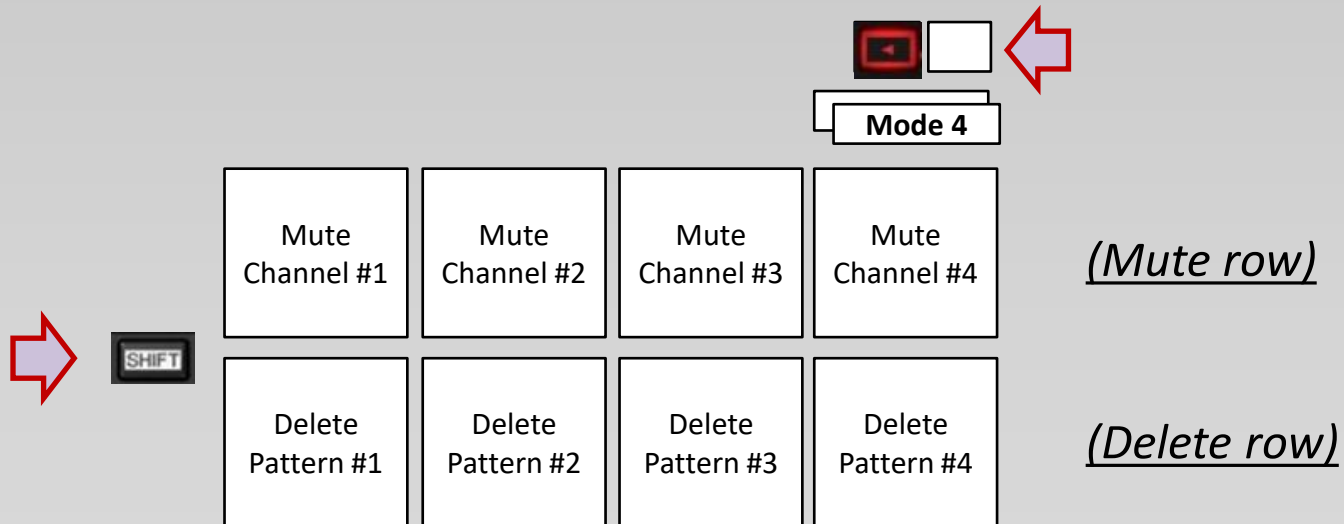 Mode 4
Mute
Channel #1
Mute
Channel #2
Mute
Channel #3
Mute
Channel #4
(Mute row)
SHIFT
Delete
Pattern #1
Delete
Pattern #2
Delete
Pattern #3
Delete
Pattern #4
(Delete row)